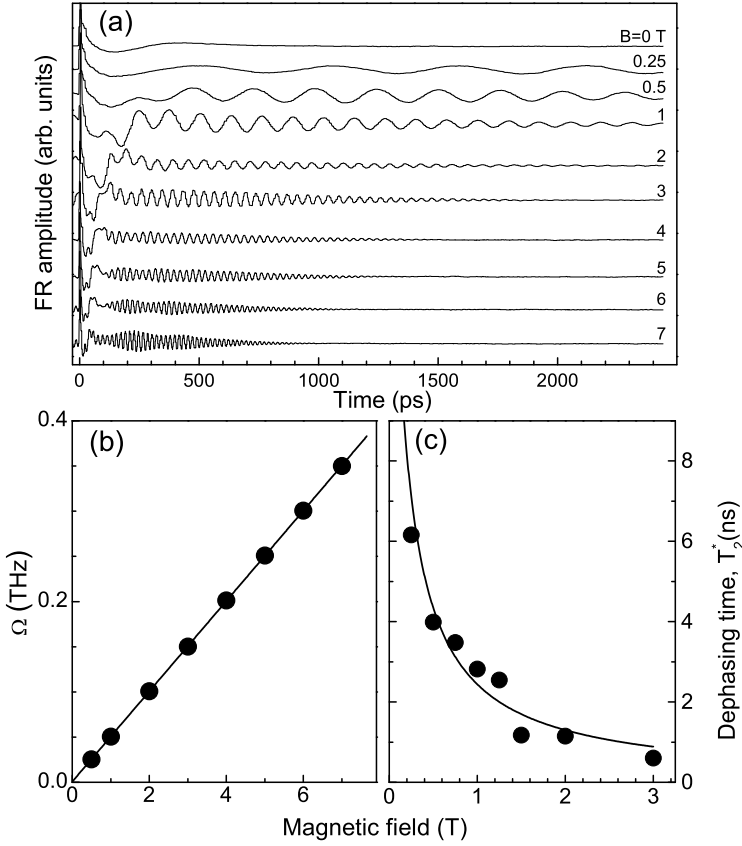 (a)
B=0 T
0.25
0.5
1
2
3
4
5
6
7
FR amplitude (arb. units)
0 500 1000 1500 2000
Time (ps)
(b)
0.4
0.2
0.0
Ω (THz)
0 2 4 6
(c)
8
6
4
2
0
Dephasing time, T*2(ns)
0 1 2 3
Magnetic field (T)